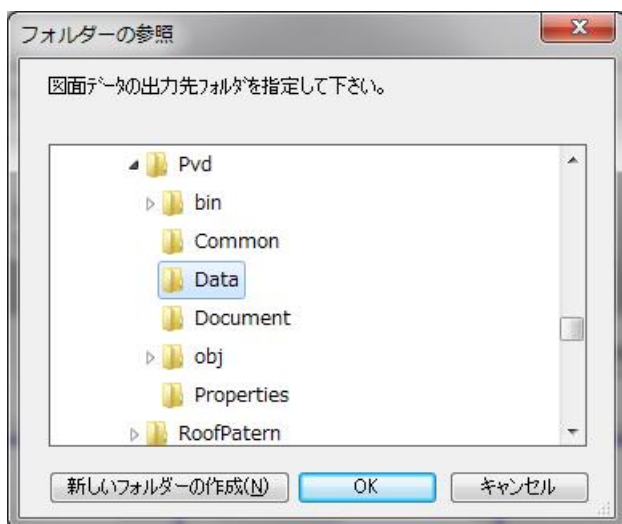 フォルダーの参照
図面ﾃﾞｰﾀの出力先ﾌｫﾙﾀﾞを指定して下さい。
Pvd
bin
Common
Data
Document
obj
Properties
RoofPatern
新しいフォルダーの作成(N) OK キャンセル